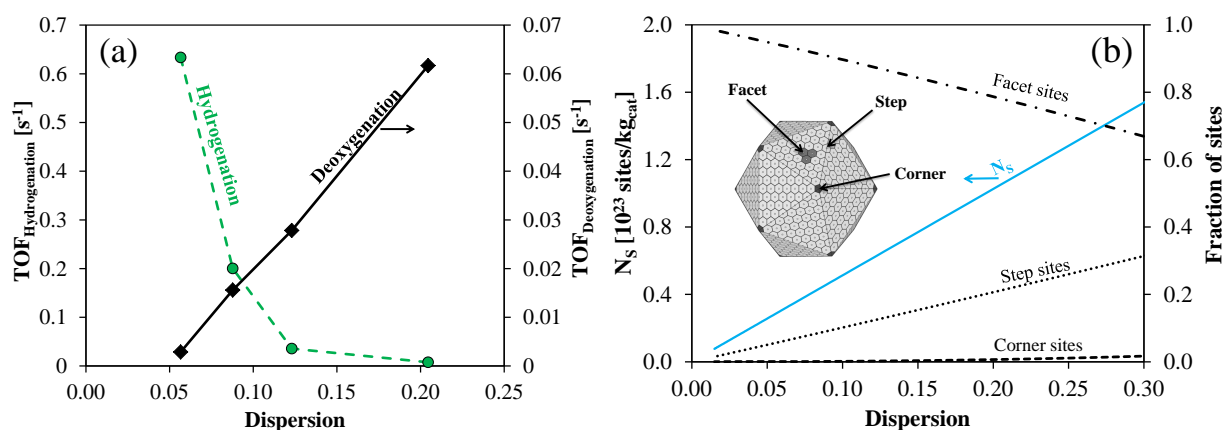 (a)
0.7
0.6
0.5
0.4
0.3
0.2
0.1
0
TOF_Hydrogenation [s⁻¹]
Hydrogenation
Deoxygenation
0.07
0.06
0.05
0.04
0.03
0.02
0.01
0
TOF_Deoxygenation [s⁻¹]
0.00 0.05 0.10 0.15 0.20 0.25
Dispersion
(b)
2.0
1.6
1.2
0.8
0.4
0.0
N_S [10²³ sites/kg_cat]
Facet sites
Facet
Step
Corner
N_S
Step sites
Corner sites
1.0
0.8
0.6
0.4
0.2
0.0
Fraction of sites
0.00 0.05 0.10 0.15 0.20 0.25 0.30
Dispersion